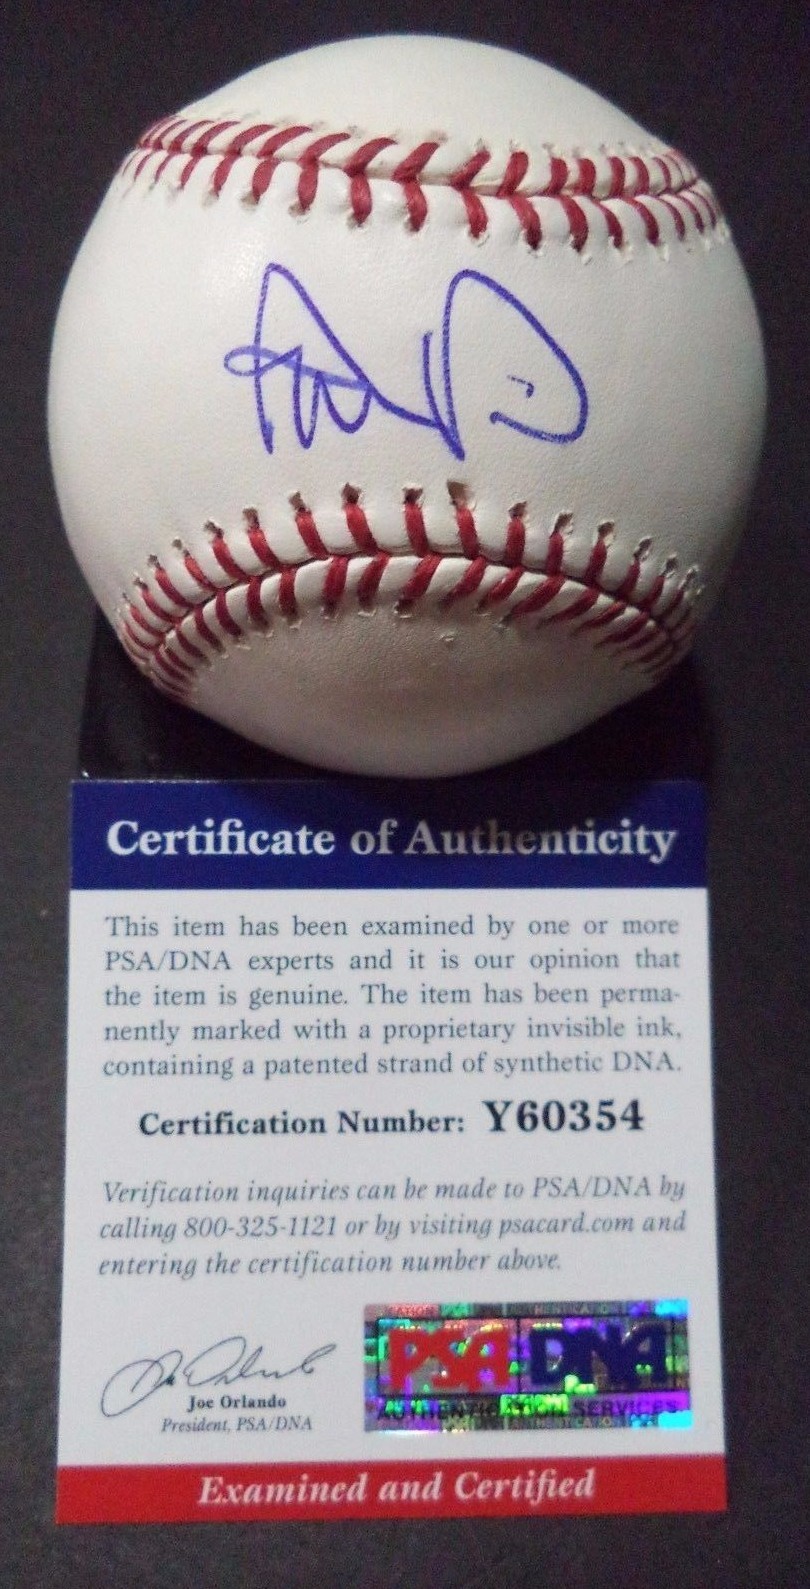 Certificate of Authenticity
This item has been examined by one or more
PSA/DNA experts and it is our opinion that
the item is genuine. The item has been perma-
nently marked with a proprietary invisible ink,
containing a patented strand of synthetic DNA.
Certification Number: Y60354
Verification inquiries can be made to PSA/DNA by
calling 800-325-1121 or by visiting psacard.com and
entering the certification number above.
Joe Orlando
President, PSA/DNA
PSA DNA
AUTHENTICATION SERVICES
Examined and Certified